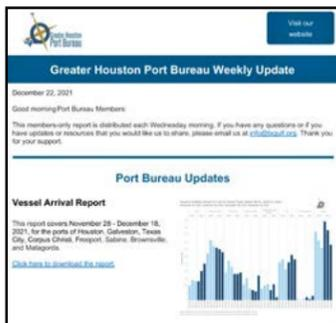 Greater Houston
Port Bureau
Visit our
website
Greater Houston Port Bureau Weekly Update
December 22, 2021
Good morning Port Bureau Members:
This members-only report is distributed each Wednesday morning. If you have any questions or if you
have updates or resources that you would like us to share, please email us at info@txgulf.org. Thank you
for your support.
Port Bureau Updates
Vessel Arrival Report
This report covers November 28 - December 18,
2021, for the ports of Houston, Galveston, Texas
City, Corpus Christi, Freeport, Sabine, Brownsville,
and Matagorda.
Click here to download the report.